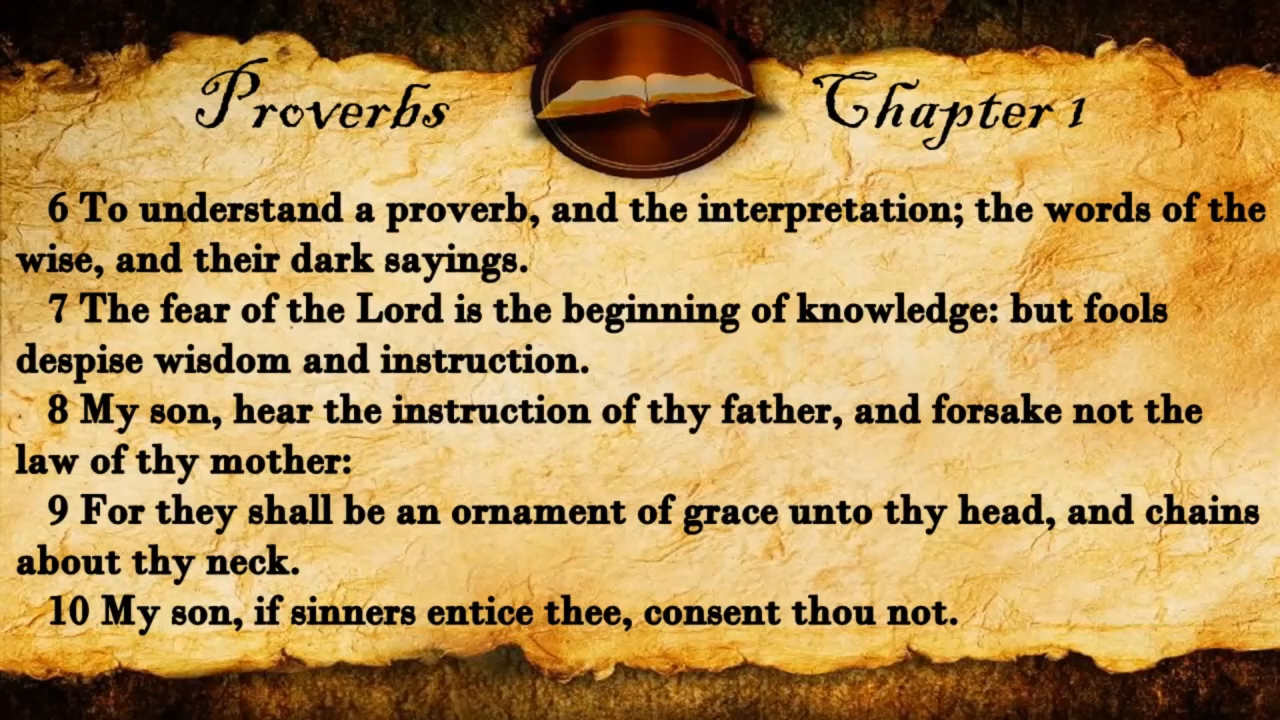 Proverbs Chapter 1
6 To understand a proverb, and the interpretation; the words of the
wise, and their dark sayings.
7 The fear of the Lord is the beginning of knowledge: but fools
despise wisdom and instruction.
8 My son, hear the instruction of thy father, and forsake not the
law of thy mother:
9 For they shall be an ornament of grace unto thy head, and chains
about thy neck.
10 My son, if sinners entice thee, consent thou not.